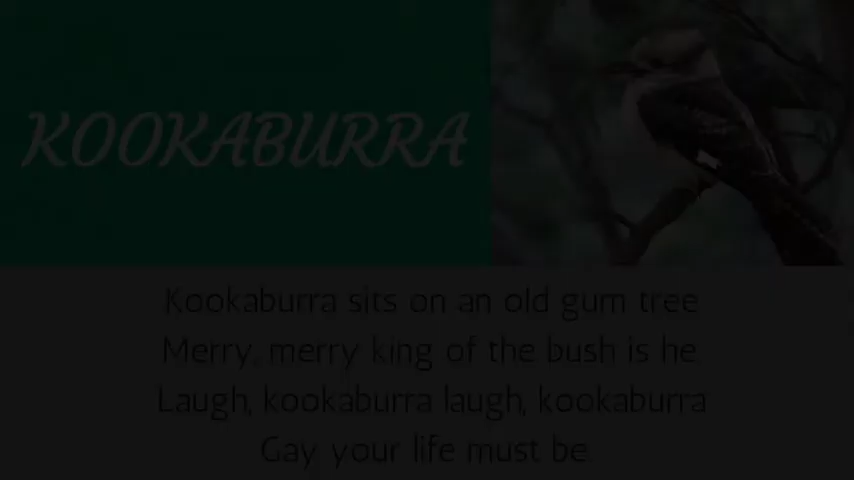 KOOKABURRA
Kookaburra sits on an old gum tree
Merry, merry king of the bush is he
Laugh, kookaburra laugh, kookaburra
Gay your life must be